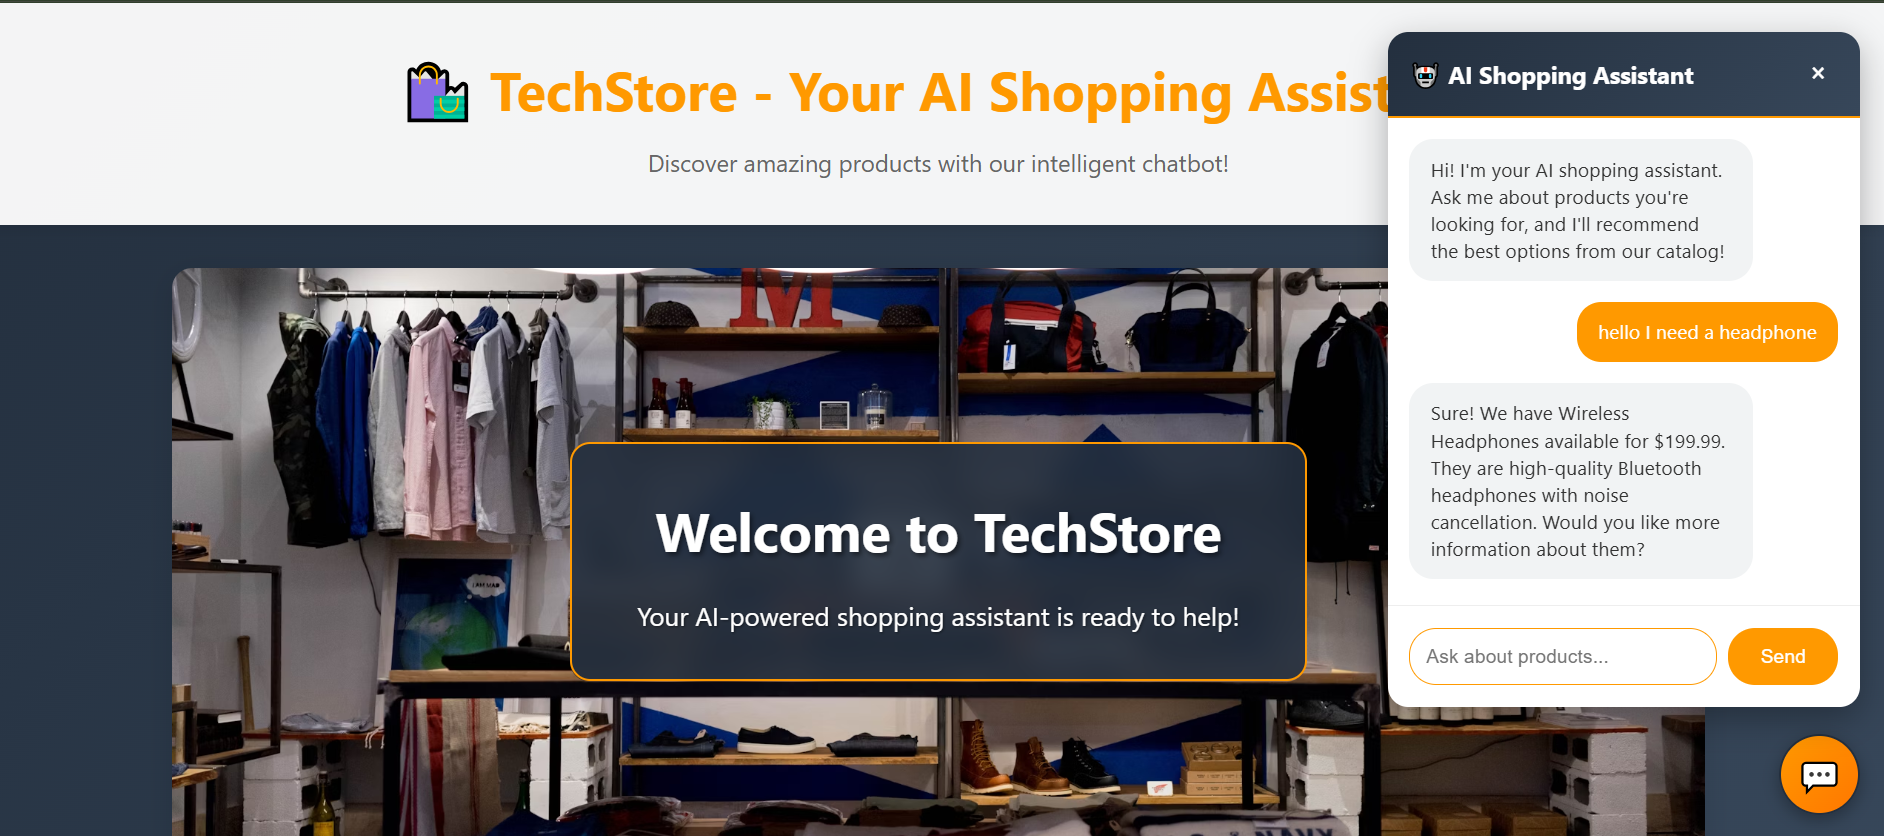 TechStore - Your AI Shopping Assist
Discover amazing products with our intelligent chatbot!
M
I AM MAB
Welcome to TechStore
Your AI-powered shopping assistant is ready to help!
NAVY
AI Shopping Assistant
×
Hi! I'm your AI shopping assistant.
Ask me about products you're
looking for, and I'll recommend
the best options from our catalog!
hello I need a headphone
Sure! We have Wireless
Headphones available for $199.99.
They are high-quality Bluetooth
headphones with noise
cancellation. Would you like more
information about them?
Ask about products...
Send